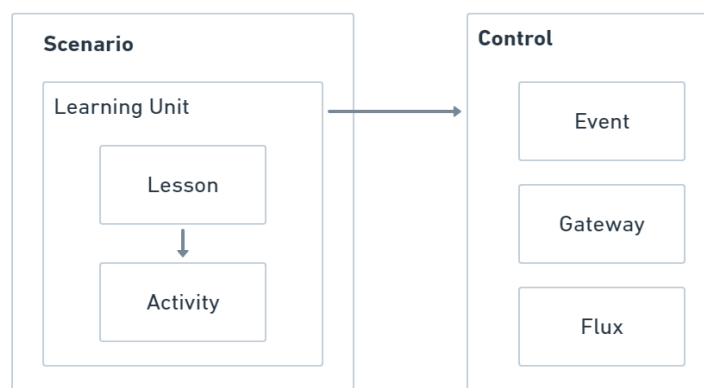 Scenario
Learning Unit
Lesson
Activity
Control
Event
Gateway
Flux